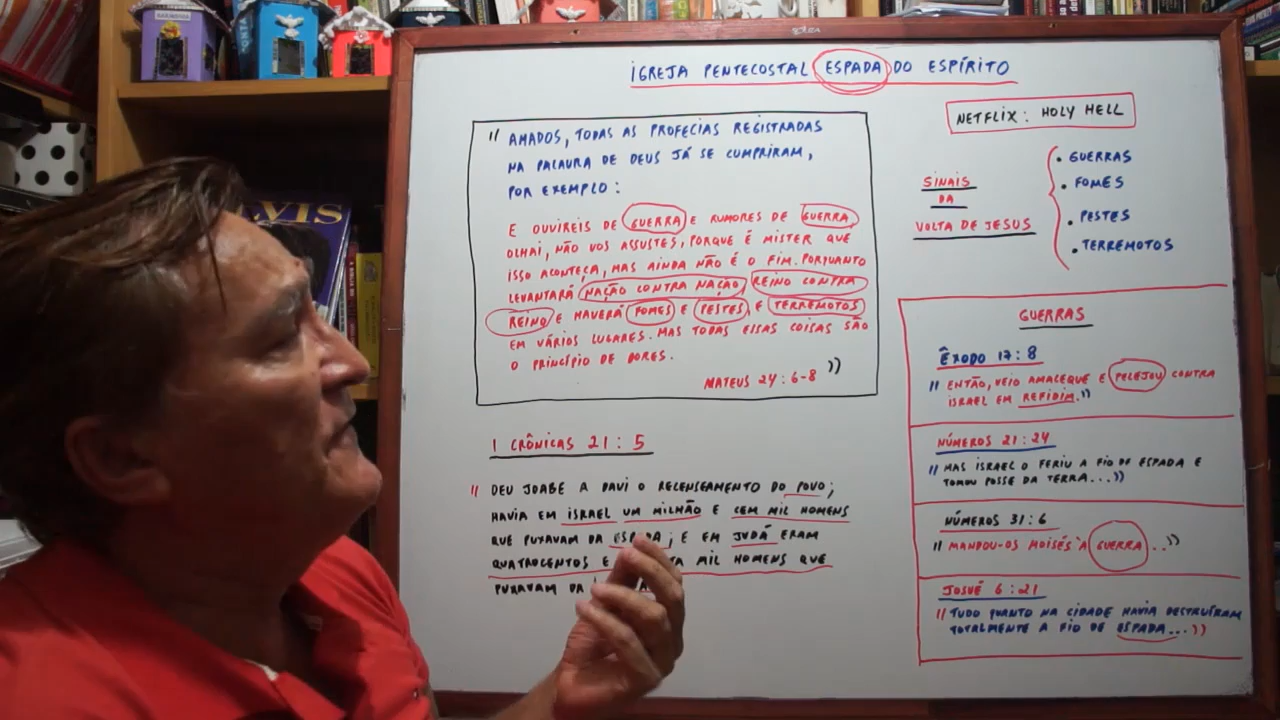 IGREJA PENTECOSTAL ESPADA DO ESPÍRITO
" AMADOS, TODAS AS PROFECIAS REGISTRADAS
NA PALAVRA DE DEUS JÁ SE CUMPRIRAM,
POR EXEMPLO:
E OUVIREIS DE GUERRA E RUMORES DE GUERRA
OLHAI, NÃO VOS ASSUSTES, PORQUE É MISTER QUE
ISSO ACONTEÇA, MAS AINDA NÃO É O FIM. PORQUANTO
LEVANTARÁ NAÇÃO CONTRA NAÇÃO, REINO CONTRA
REINO E HAVERÁ FOMES E PESTES, E TERREMOTOS
EM VÁRIOS LUGARES. MAS TODAS ESSAS COISAS SÃO
O PRINCÍPIO DE DORES.
MATEUS 24:6-8 "
1 CRÔNICAS 21:5
" DEU JOABE A DAVI O RECENSEAMENTO DO POVO;
HAVIA EM ISRAEL UM MILHÃO E CEM MIL HOMENS
QUE PUXAVAM DA ESPADA; E EM JUDÁ ERAM
QUATROCENTOS E MIL HOMENS QUE
PUXAVAM DA
NETFLIX: HOLY HELL
SINAIS
DA
VOLTA DE JESUS
• GUERRAS
• FOMES
• PESTES
• TERREMOTOS
GUERRAS
ÊXODO 17:8
" ENTÃO, VEIO AMALEQUE E PELEJOU CONTRA
ISRAEL EM REFIDIM."
NÚMEROS 21:24
" MAS ISRAEL O FERIU A FIO DE ESPADA E
TOMOU POSSE DA TERRA..."
NÚMEROS 31:6
" MANDOU-OS MOISÉS À GUERRA..."
JOSUÉ 6:21
" TUDO QUANTO NA CIDADE HAVIA DESTRUÍRAM
TOTALMENTE A FIO DE ESPADA..."